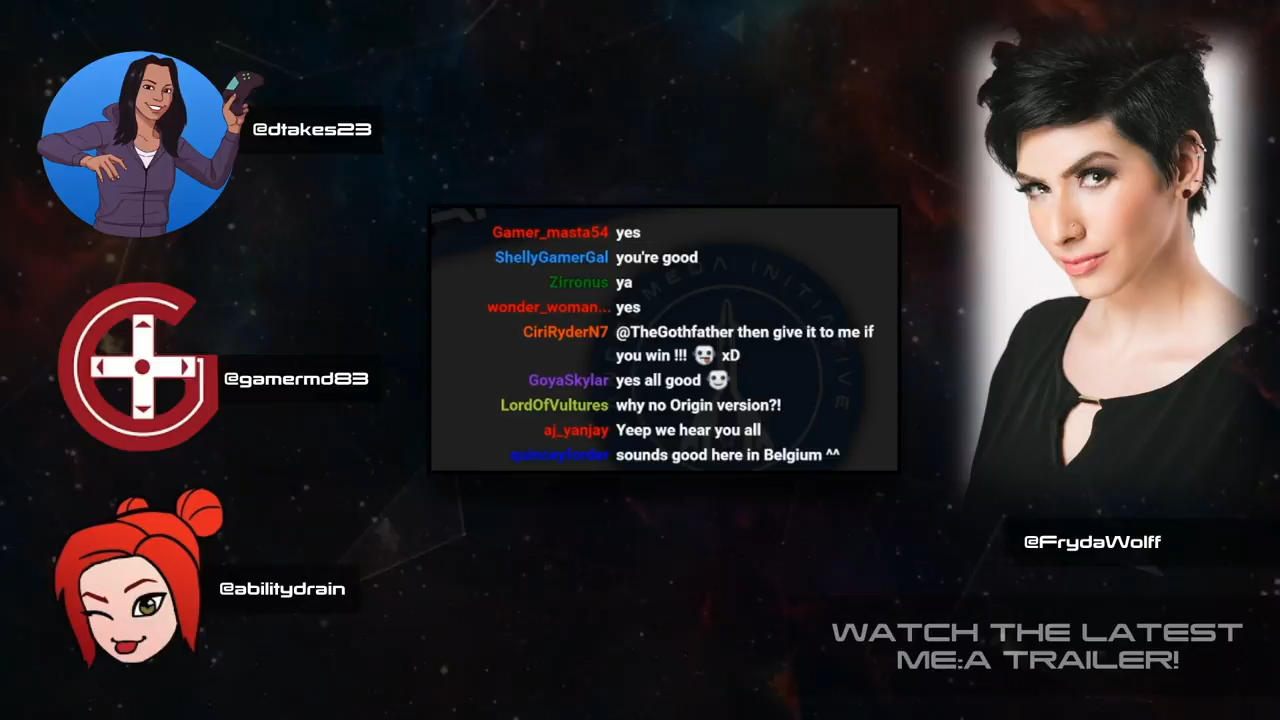 @dtakes23
@gamermd83
@abilitydrain
Gamer_masta54 yes
ShellyGamerGal you're good
Zirronus ya
wonder_woman... yes
CiriRyderN7 @TheGothfather then give it to me if
you win !!! xD
GoyaSkylar yes all good
LordOfVultures why no Origin version?!
aj_yanjay Yeep we hear you all
sounds good here in Belgium ^^
@FrydaWolff
WATCH THE LATEST
ME:A TRAILER!